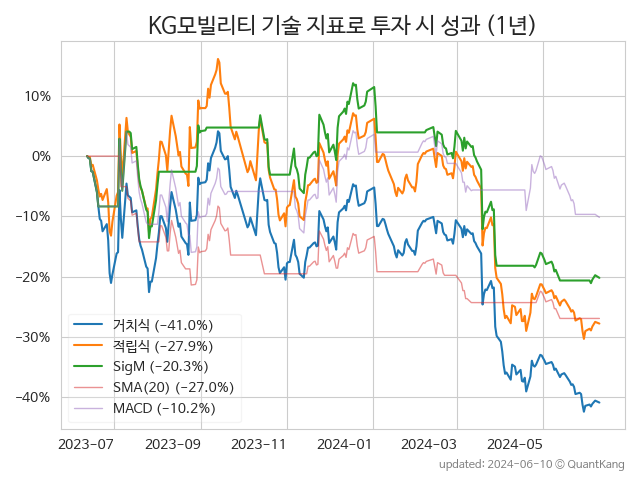 KG모빌리티 기술 지표로 투자 시 성과 (1년)
10%
0%
−10%
−20%
−30%
−40%
거치식 (−41.0%)
적립식 (−27.9%)
SigM (−20.3%)
SMA(20) (−27.0%)
MACD (−10.2%)
2023-07 2023-09 2023-11 2024-01 2024-03 2024-05
updated: 2024-06-10 © QuantKang